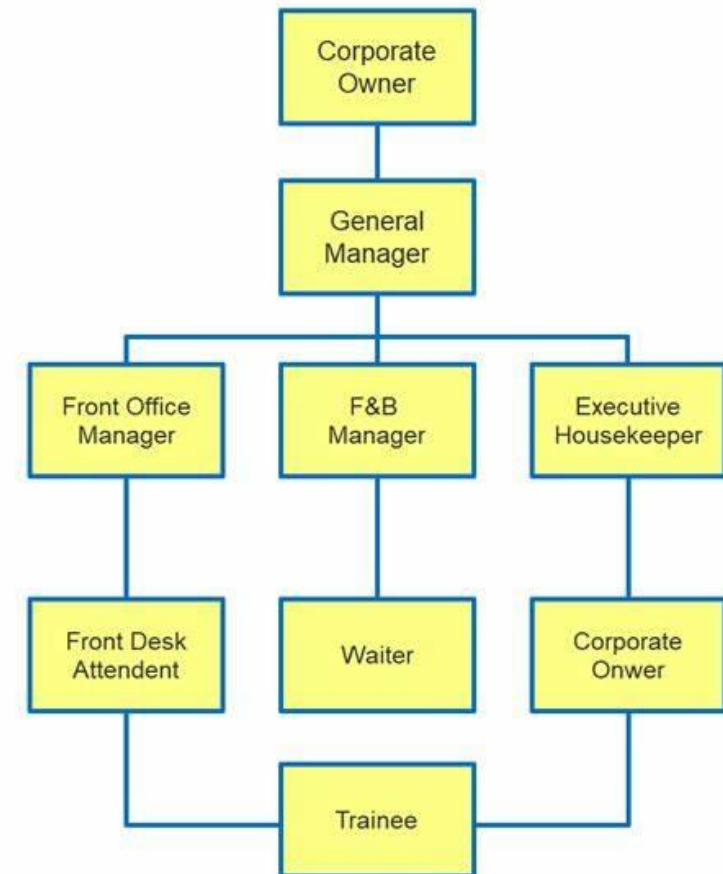 Corporate
Owner
General
Manager
Front Office
Manager
F&B
Manager
Executive
Housekeeper
Front Desk
Attendent
Waiter
Corporate
Onwer
Trainee